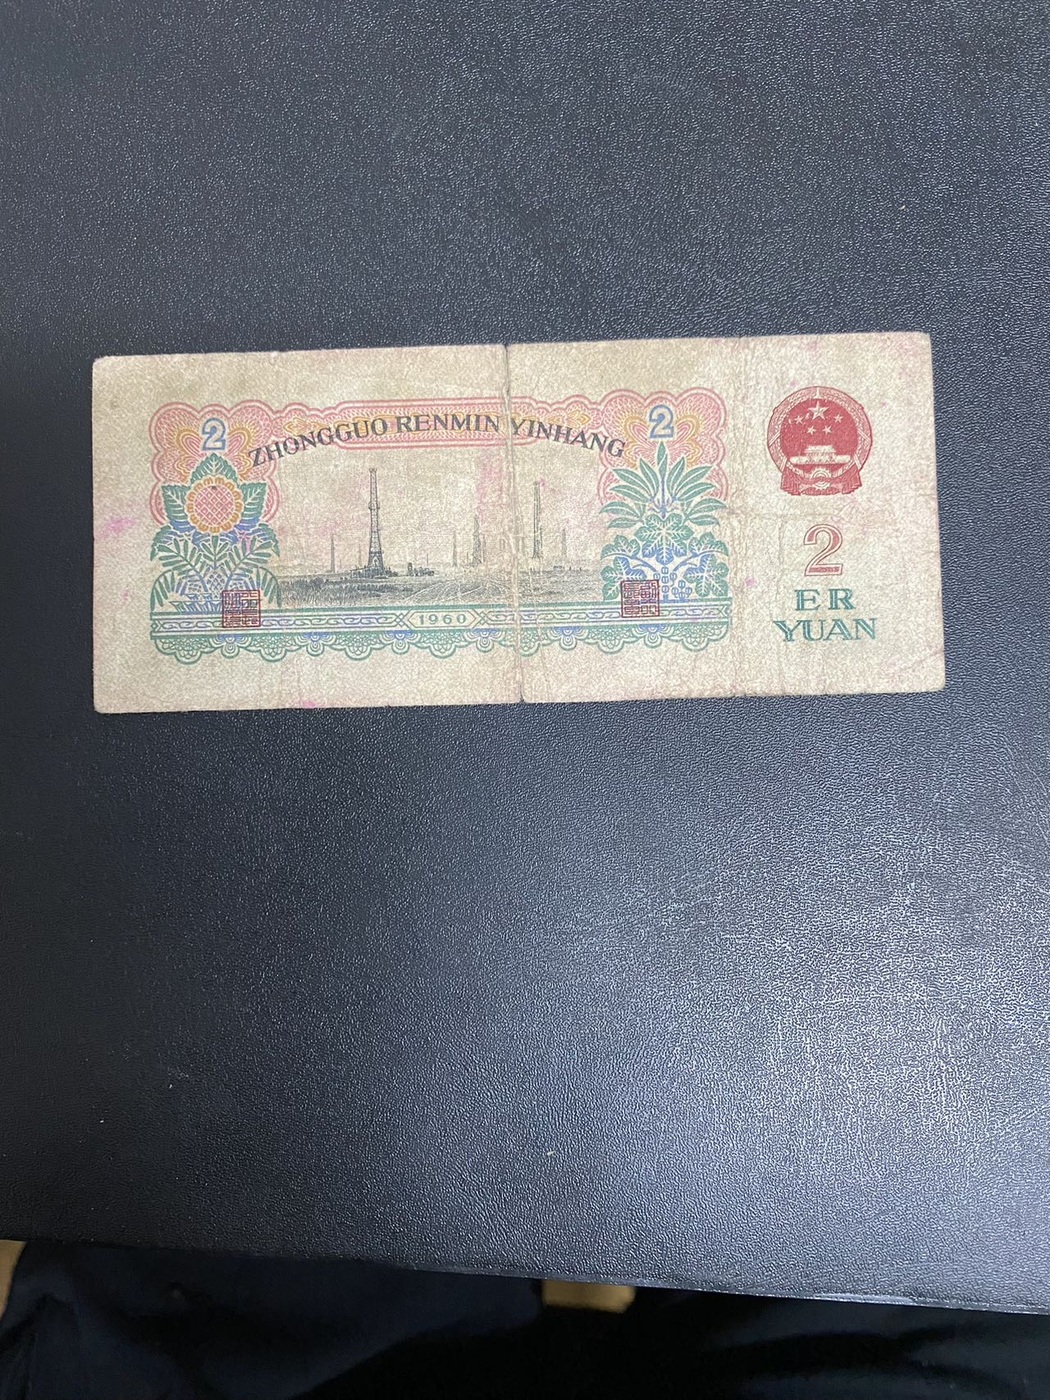 2
2
ZHONGGUO RENMIN YINHANG
1960
2
ER
YUAN